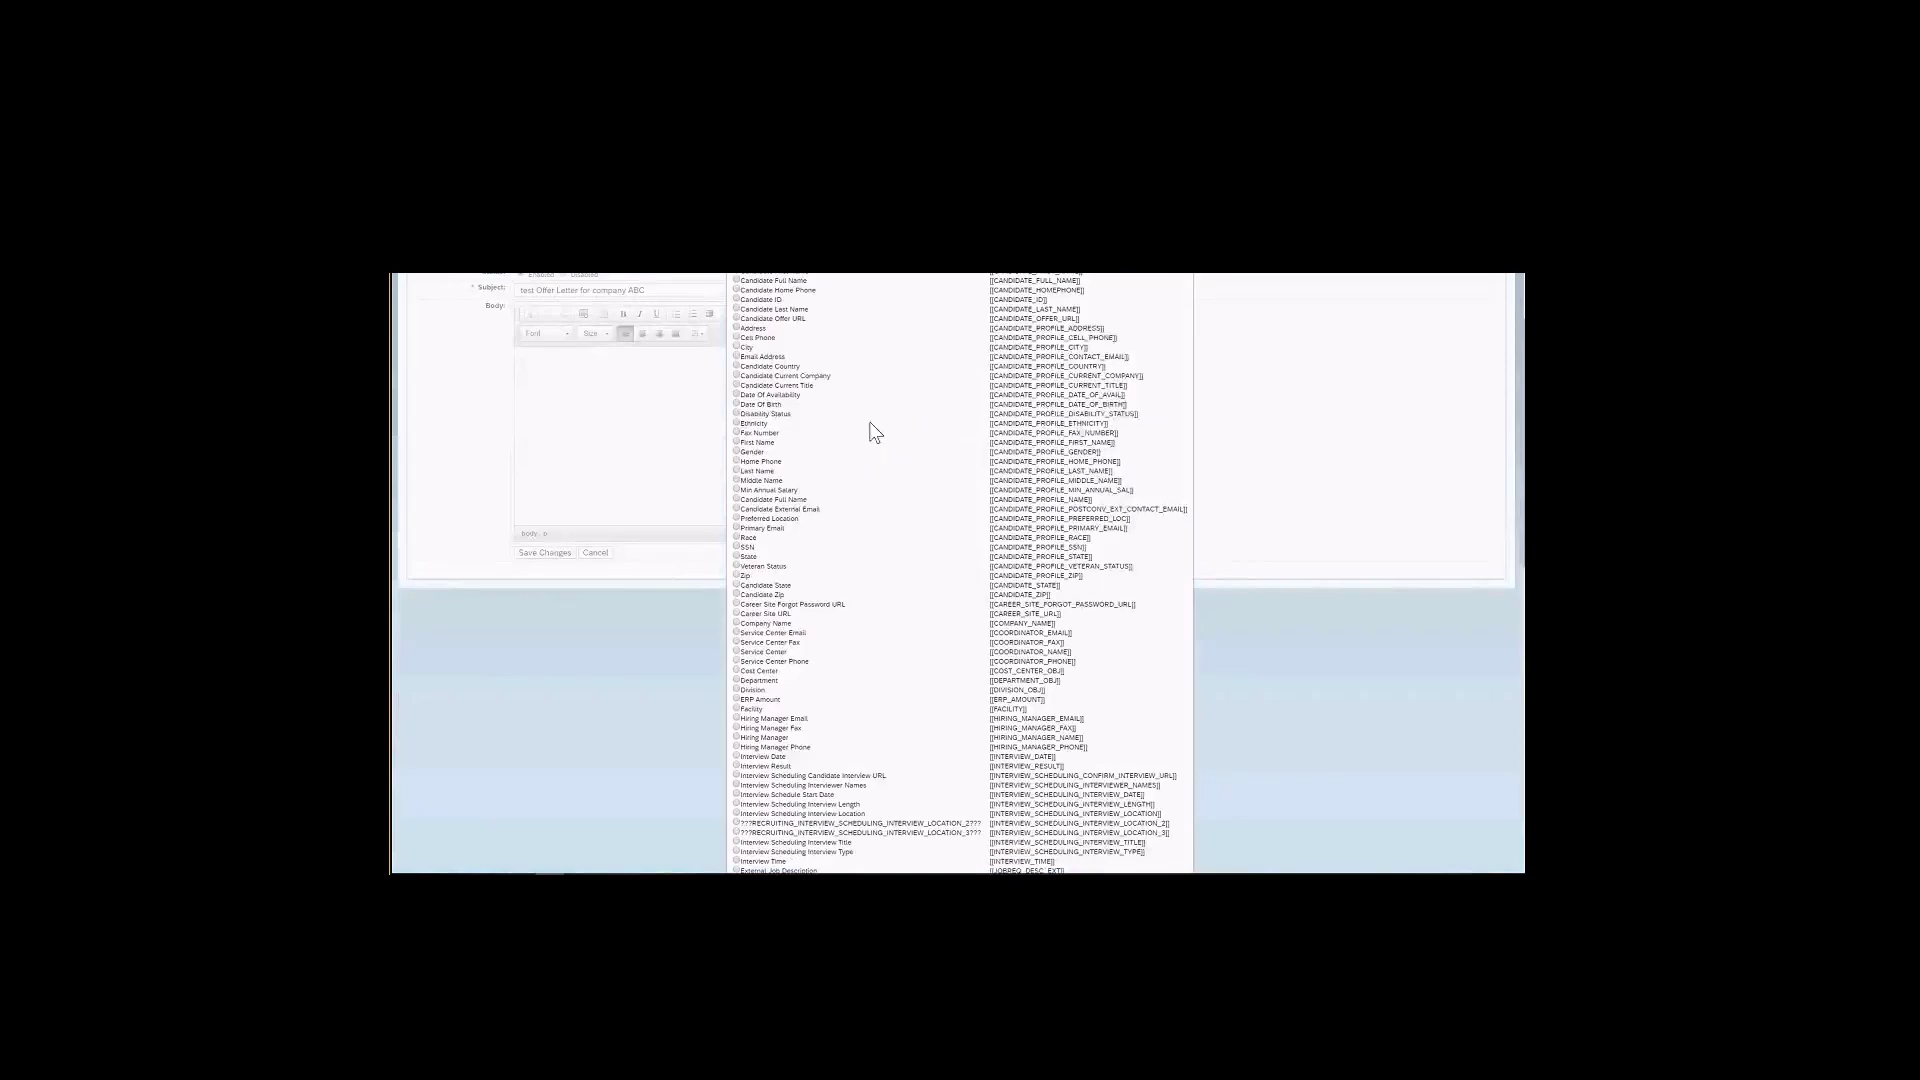 Enabled Disabled
* Subject: test Offer Letter for company ABC
Body:
Font Size
body p
Save Changes Cancel
Candidate Full Name [[CANDIDATE_FULL_NAME]]
Candidate Home Phone [[CANDIDATE_HOMEPHONE]]
Candidate ID [[CANDIDATE_ID]]
Candidate Last Name [[CANDIDATE_LAST_NAME]]
Candidate Offer URL [[CANDIDATE_OFFER_URL]]
Address [[CANDIDATE_PROFILE_ADDRESS]]
Cell Phone [[CANDIDATE_PROFILE_CELL_PHONE]]
City [[CANDIDATE_PROFILE_CITY]]
Email Address [[CANDIDATE_PROFILE_CONTACT_EMAIL]]
Candidate Country [[CANDIDATE_PROFILE_COUNTRY]]
Candidate Current Company [[CANDIDATE_PROFILE_CURRENT_COMPANY]]
Candidate Current Title [[CANDIDATE_PROFILE_CURRENT_TITLE]]
Date Of Availability [[CANDIDATE_PROFILE_DATE_OF_AVAIL]]
Date Of Birth [[CANDIDATE_PROFILE_DATE_OF_BIRTH]]
Disability Status [[CANDIDATE_PROFILE_DISABILITY_STATUS]]
Ethnicity [[CANDIDATE_PROFILE_ETHNICITY]]
Fax Number [[CANDIDATE_PROFILE_FAX_NUMBER]]
First Name [[CANDIDATE_PROFILE_FIRST_NAME]]
Gender [[CANDIDATE_PROFILE_GENDER]]
Home Phone [[CANDIDATE_PROFILE_HOME_PHONE]]
Last Name [[CANDIDATE_PROFILE_LAST_NAME]]
Middle Name [[CANDIDATE_PROFILE_MIDDLE_NAME]]
Min Annual Salary [[CANDIDATE_PROFILE_MIN_ANNUAL_SAL]]
Candidate Full Name [[CANDIDATE_PROFILE_NAME]]
Candidate External Email [[CANDIDATE_PROFILE_POSTCONV_EXT_CONTACT_EMAIL]]
Preferred Location [[CANDIDATE_PROFILE_PREFERRED_LOC]]
Primary Email [[CANDIDATE_PROFILE_PRIMARY_EMAIL]]
Race [[CANDIDATE_PROFILE_RACE]]
SSN [[CANDIDATE_PROFILE_SSN]]
State [[CANDIDATE_PROFILE_STATE]]
Veteran Status [[CANDIDATE_PROFILE_VETERAN_STATUS]]
Zip [[CANDIDATE_PROFILE_ZIP]]
Candidate State [[CANDIDATE_STATE]]
Candidate Zip [[CANDIDATE_ZIP]]
Career Site Forgot Password URL [[CAREER_SITE_FORGOT_PASSWORD_URL]]
Career Site URL [[CAREER_SITE_URL]]
Company Name [[COMPANY_NAME]]
Service Center Email [[COORDINATOR_EMAIL]]
Service Center Fax [[COORDINATOR_FAX]]
Service Center [[COORDINATOR_NAME]]
Service Center Phone [[COORDINATOR_PHONE]]
Cost Center [[COST_CENTER_OBJ]]
Department [[DEPARTMENT_OBJ]]
Division [[DIVISION_OBJ]]
ERP Amount [[ERP_AMOUNT]]
Facility [[FACILITY]]
Hiring Manager Email [[HIRING_MANAGER_EMAIL]]
Hiring Manager Fax [[HIRING_MANAGER_FAX]]
Hiring Manager [[HIRING_MANAGER_NAME]]
Hiring Manager Phone [[HIRING_MANAGER_PHONE]]
Interview Date [[INTERVIEW_DATE]]
Interview Result [[INTERVIEW_RESULT]]
Interview Scheduling Candidate Interview URL [[INTERVIEW_SCHEDULING_CONFIRM_INTERVIEW_URL]]
Interview Scheduling Interviewer Names [[INTERVIEW_SCHEDULING_INTERVIEWER_NAMES]]
Interview Schedule Start Date [[INTERVIEW_SCHEDULING_INTERVIEW_DATE]]
Interview Scheduling Interview Length [[INTERVIEW_SCHEDULING_INTERVIEW_LENGTH]]
Interview Scheduling Interview Location [[INTERVIEW_SCHEDULING_INTERVIEW_LOCATION]]
???RECRUITING_INTERVIEW_SCHEDULING_INTERVIEW_LOCATION_2??? [[INTERVIEW_SCHEDULING_INTERVIEW_LOCATION_2]]
???RECRUITING_INTERVIEW_SCHEDULING_INTERVIEW_LOCATION_3??? [[INTERVIEW_SCHEDULING_INTERVIEW_LOCATION_3]]
Interview Scheduling Interview Title [[INTERVIEW_SCHEDULING_INTERVIEW_TITLE]]
Interview Scheduling Interview Type [[INTERVIEW_SCHEDULING_INTERVIEW_TYPE]]
Interview Time [[INTERVIEW_TIME]]
External Job Description [[JOBREQ_DESC_EXT]]